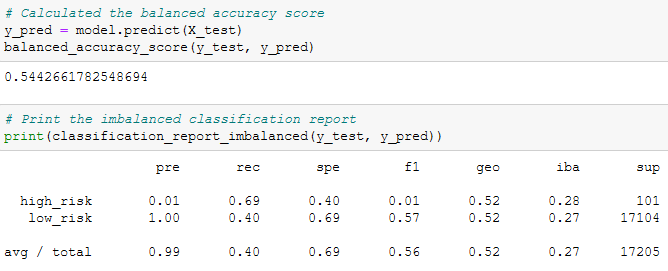 # Calculated the balanced accuracy score
y_pred = model.predict(X_test)
balanced_accuracy_score(y_test, y_pred)
0.5442661782548694
# Print the imbalanced classification report
print(classification_report_imbalanced(y_test, y_pred))
pre rec spe f1 geo iba sup
high_risk 0.01 0.69 0.40 0.01 0.52 0.28 101
low_risk 1.00 0.40 0.69 0.57 0.52 0.27 17104
avg / total 0.99 0.40 0.69 0.56 0.52 0.27 17205